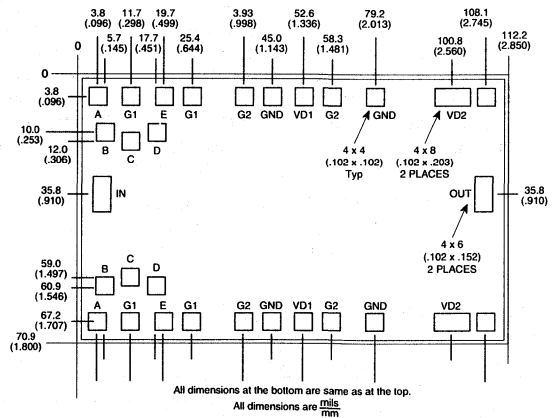 3.8 11.7 19.7 3.93 52.6 79.2 108.1
(.096) (.298) (.499) (.998) (1.336) (2.013) (2.745)
5.7 17.7 25.4 45.0 58.3 100.8 112.2
(.145) (.451) (.644) (1.143) (1.481) (2.560) (2.850)
0
0
3.8
(.096)
A G1 E G1 G2 GND VD1 G2 GND VD2
10.0
(.253)
12.0
(.306)
B C D
4 x 4
(.102 x .102)
Typ
4 x 8
(.102 x .203)
2 PLACES
35.8
(.910)
IN
OUT
35.8
(.910)
4 x 6
(.102 x .152)
2 PLACES
59.0
(1.497)
60.9
(1.546)
B C D
A G1 E G1 G2 GND VD1 G2 GND VD2
67.2
(1.707)
70.9
(1.800)
All dimensions at the bottom are same as at the top.
All dimensions are mils
mm